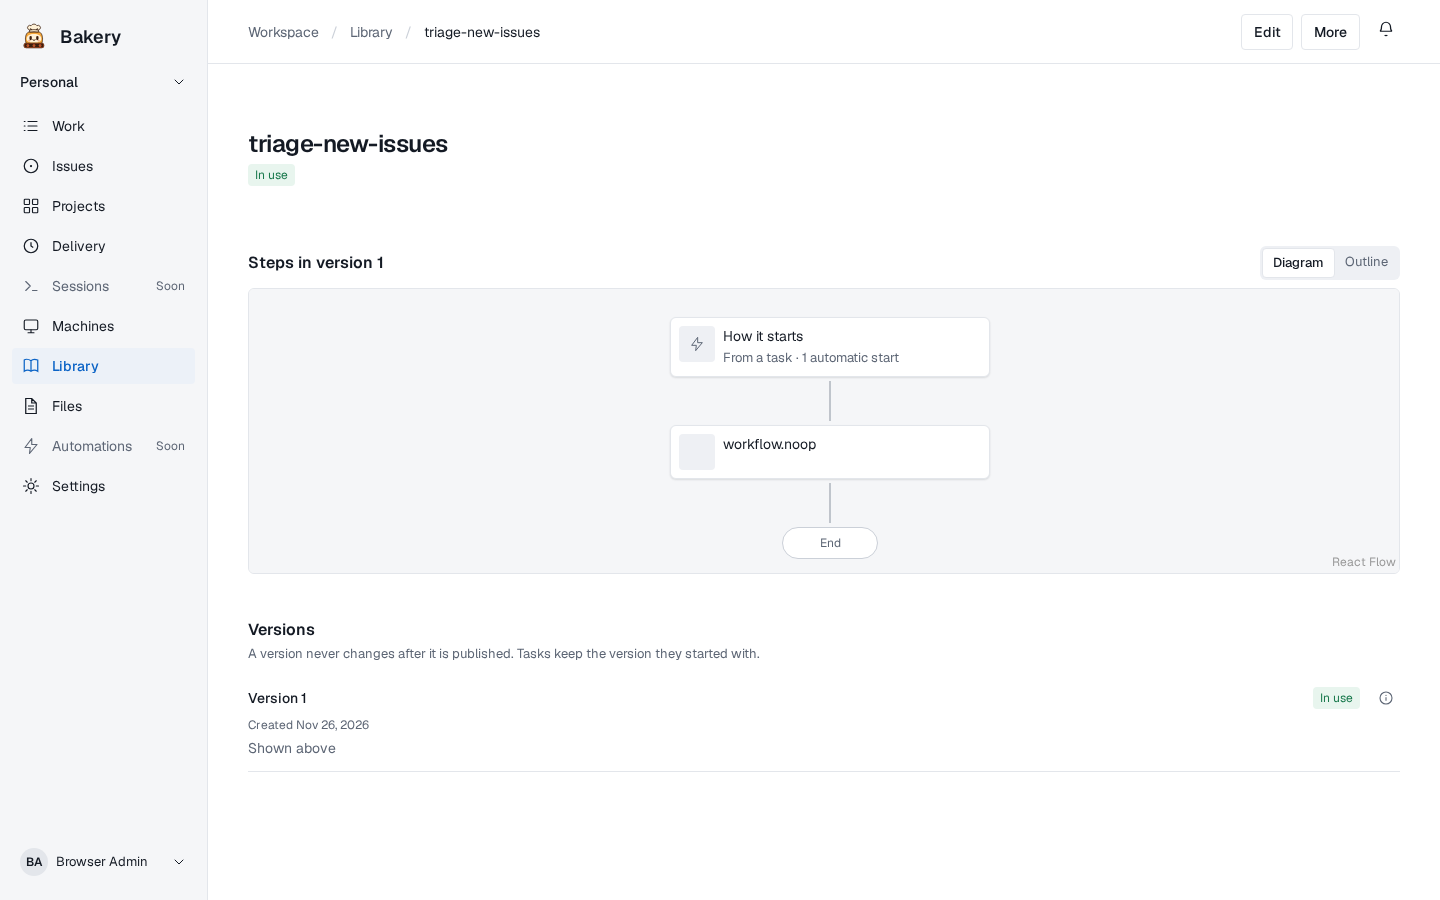 Bakery
Workspace / Library / triage-new-issues
Edit
More
Personal
Work
Issues
Projects
Delivery
Sessions Soon
Machines
Library
Files
Automations Soon
Settings
BA Browser Admin
triage-new-issues
In use
Steps in version 1
Diagram
Outline
How it starts
From a task · 1 automatic start
workflow.noop
End
React Flow
Versions
A version never changes after it is published. Tasks keep the version they started with.
Version 1
In use
Created Nov 26, 2026
Shown above